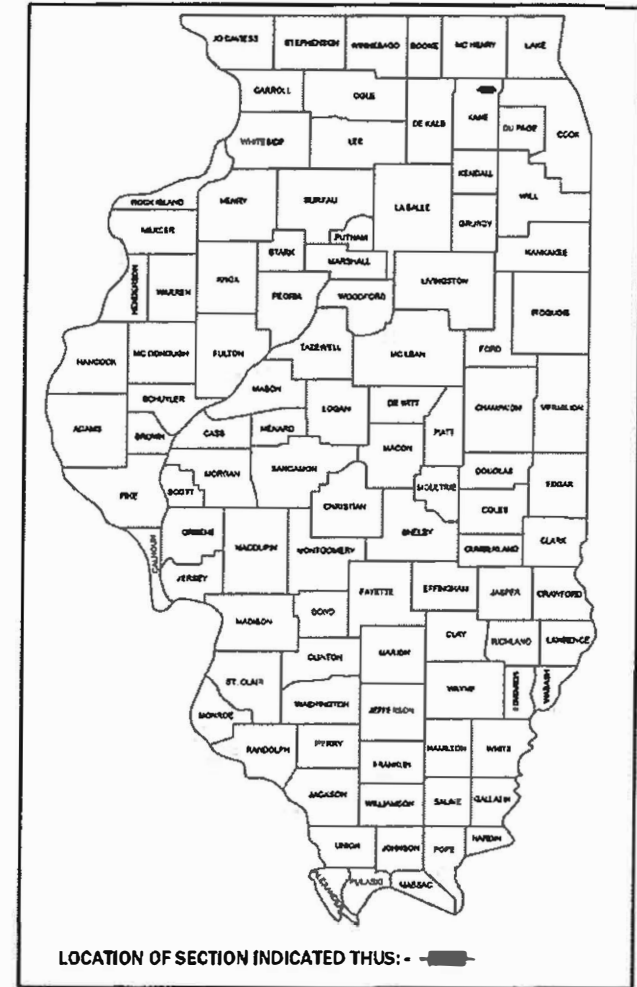 JO DAVIESS STEPHENSON WINNEBAGO BOONE MC HENRY LAKE
CARROLL OGLE KANE
DE KALB DU PAGE COOK
WHITESIDE LEE
KENDALL
ROCK ISLAND HENRY BUREAU LA SALLE WILL
MERCER PUTNAM GRUNDY
STARK MARSHALL KANKAKEE
HENDERSON WARREN KNOX LIVINGSTON
PEORIA WOODFORD IROQUOIS
TAZEWELL
HANCOCK MC DONOUGH FULTON MC LEAN FORD
MASON
SCHUYLER LOGAN DE WITT
ADAMS CHAMPAIGN VERMILION
BROWN CASS MENARD PIATT
MACON
MORGAN SANGAMON DOUGLAS
PIKE SCOTT MOULTRIE EDGAR
CHRISTIAN COLES
GREENE SHELBY
CALHOUN MACOUPIN MONTGOMERY CUMBERLAND CLARK
JERSEY
FAYETTE EFFINGHAM JASPER CRAWFORD
MADISON BOND
CLAY RICHLAND LAWRENCE
CLINTON MARION
ST. CLAIR WAYNE EDWARDS WABASH
MONROE WASHINGTON JEFFERSON
RANDOLPH PERRY HAMILTON WHITE
FRANKLIN
JACKSON WILLIAMSON SALINE GALLATIN
UNION JOHNSON POPE HARDIN
ALEXANDER PULASKI MASSAC
LOCATION OF SECTION INDICATED THUS: -